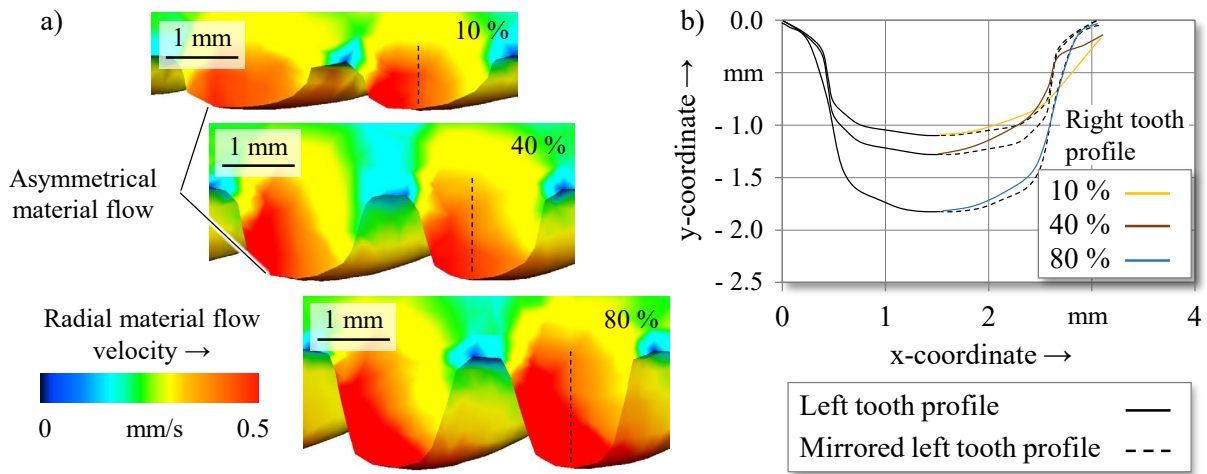 a)
1 mm
10 %
1 mm
40 %
Asymmetrical
material flow
1 mm
80 %
Radial material flow
velocity →
0 mm/s 0.5
b)
0.0
mm
- 1.0
- 1.5
- 2.0
- 2.5
y-coordinate →
0 1 2 mm 4
x-coordinate →
Right tooth
profile
10 %
40 %
80 %
Left tooth profile
Mirrored left tooth profile